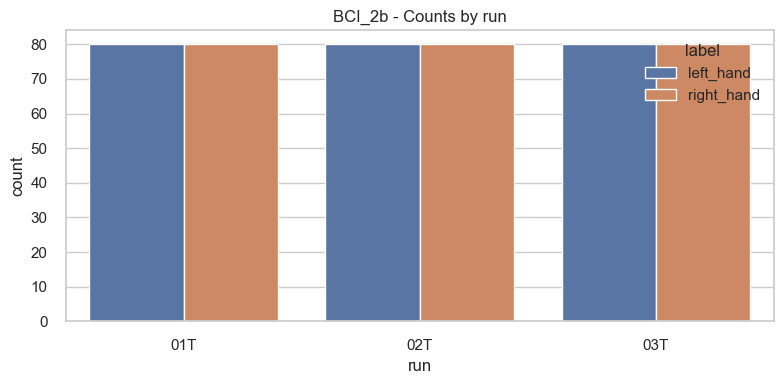 BCI_2b - Counts by run
80
70
60
50
40
30
20
10
0
count
label
left_hand
right_hand
01T 02T 03T
run